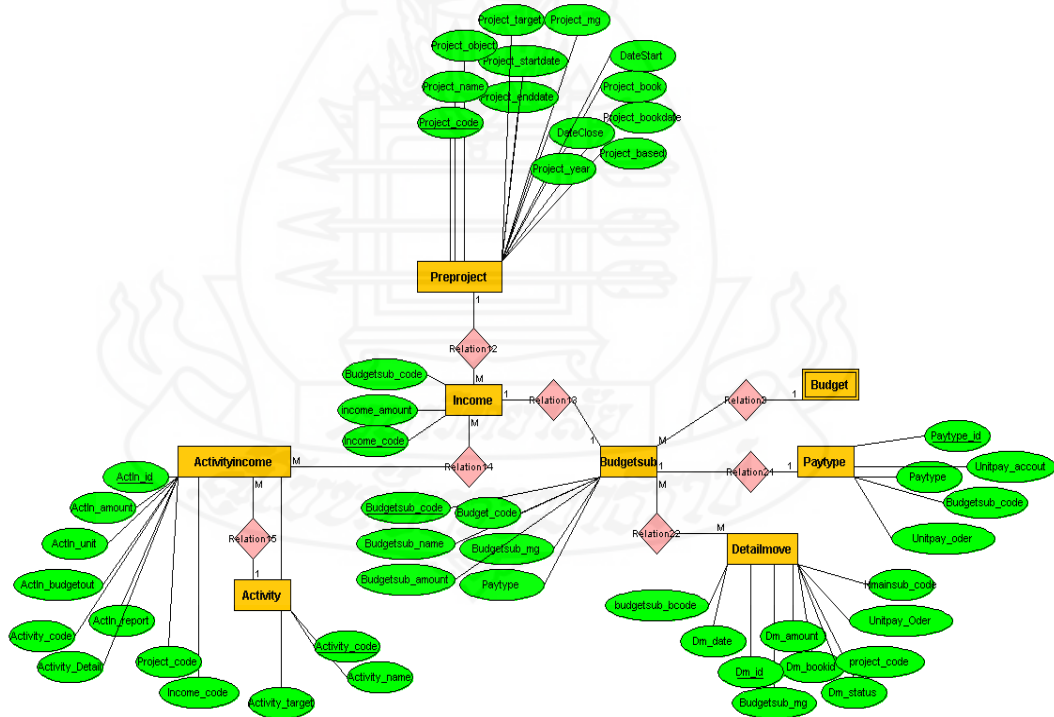 Project_target
Project_mg
Project_object
Project_startdate
DateStart
Project_name
Project_enddate
Project_book
Project_code
Project_bookdate
DateClose
Project_based)
Project_year
Preproject
1
Relation12
M
Budgetsub_code
Income
1
Relation13
income_amount
Income_code
M
Relation14
M
1
Relation3
1
Budget
M
Activityincome
Budgetsub
1
Relation21
1
Paytype
M
Paytype_id
Unitpay_accout
Paytype
Budgetsub_code
Unitpay_oder
ActIn_id
ActIn_amount
ActIn_unit
ActIn_budgetout
ActIn_report
Activity_code
Activity_Detail
Project_code
Income_code
Activity_target
M
Relation15
1
Activity
Activity_code
Activity_name
Budgetsub_code
Budget_code
Budgetsub_name
Budgetsub_mg
Budgetsub_amount
Paytype
Relation22
M
Detailmove
budgetsub_bcode
Dm_date
Dm_id
Budgetsub_mg
Dm_amount
Dm_bookid
Dm_status
project_code
Unitpay_Oder
mainsub_code